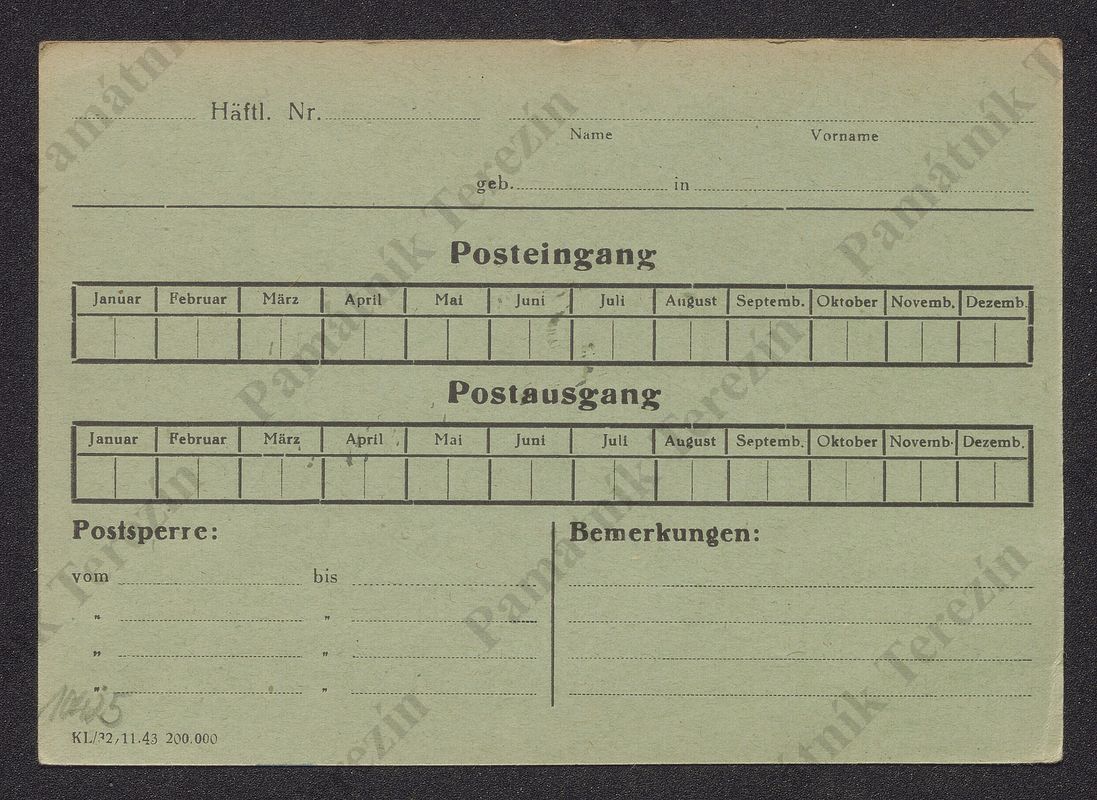 Häftl. Nr.
Name Vorname
geb. in
Posteingang
Januar Februar März April Mai Juni Juli August Septemb. Oktober Novemb. Dezemb.
Postausgang
Januar Februar März April Mai Juni Juli August Septemb. Oktober Novemb. Dezemb.
Postsperre: Bemerkungen:
vom bis
" "
" "
" "
KL/32/11.43 200.000
Památník Terezín